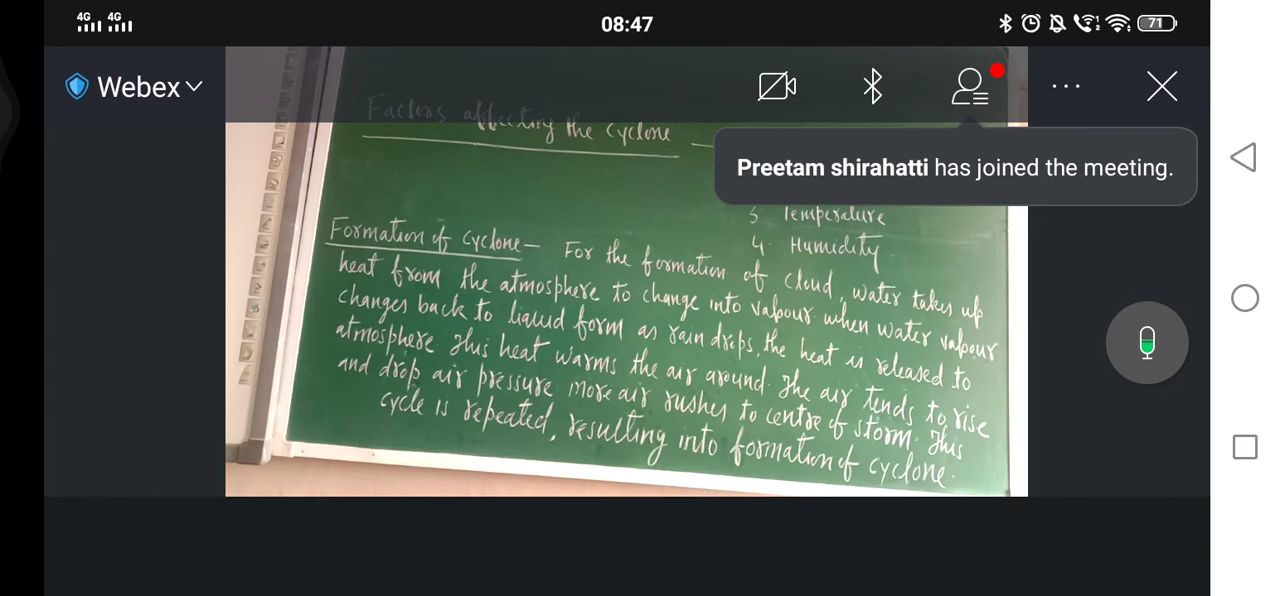 4G 4G
08:47
71
Webex
Factors affecting the cyclone
Preetam shirahatti has joined the meeting.
3 Temperature
4. Humidity
Formation of cyclone— For the formation of cloud, water takes up
heat from the atmosphere to change into vapour. when water vapour
changes back to liquid form as rain drops, the heat is released to
atmosphere. This heat warms the air around. The air tends to rise
and drop air pressure more air rushes to centre of storm. This
cycle is repeated, resulting into formation of cyclone.